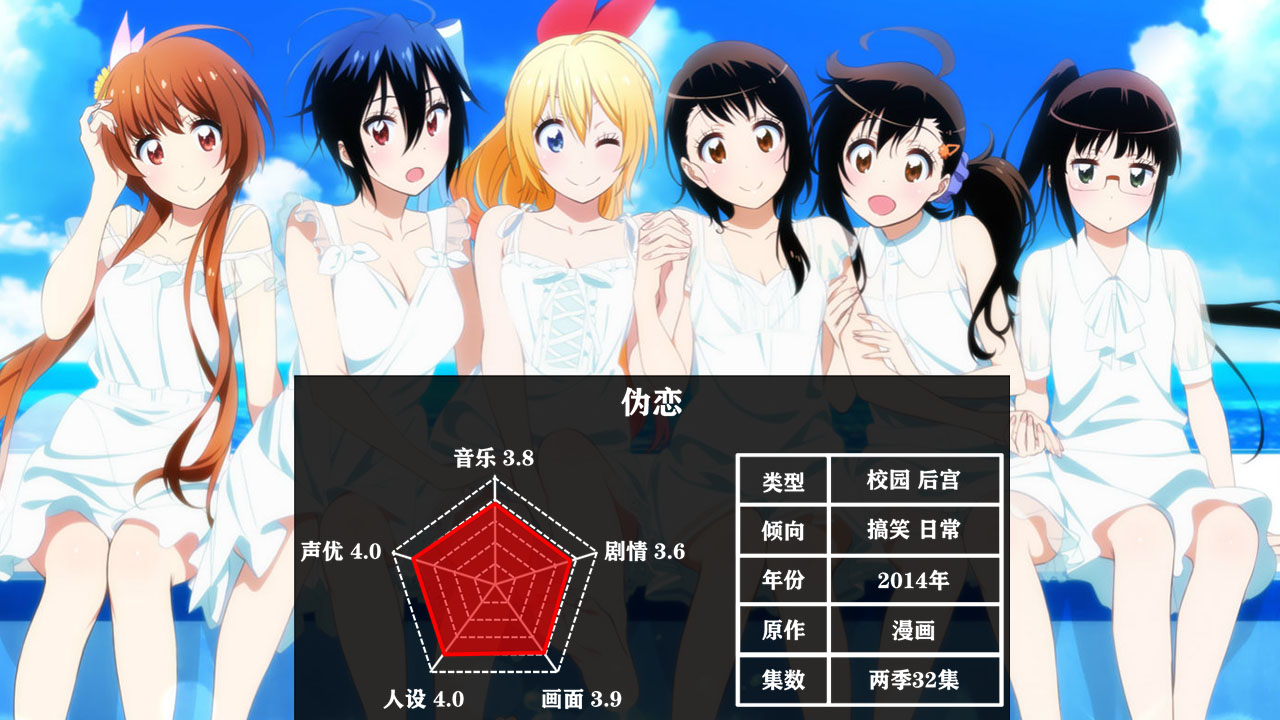 伪恋
音乐 3.8
声优 4.0
剧情 3.6
人设 4.0
画面 3.9
类型 校园 后宫
倾向 搞笑 日常
年份 2014年
原作 漫画
集数 两季32集